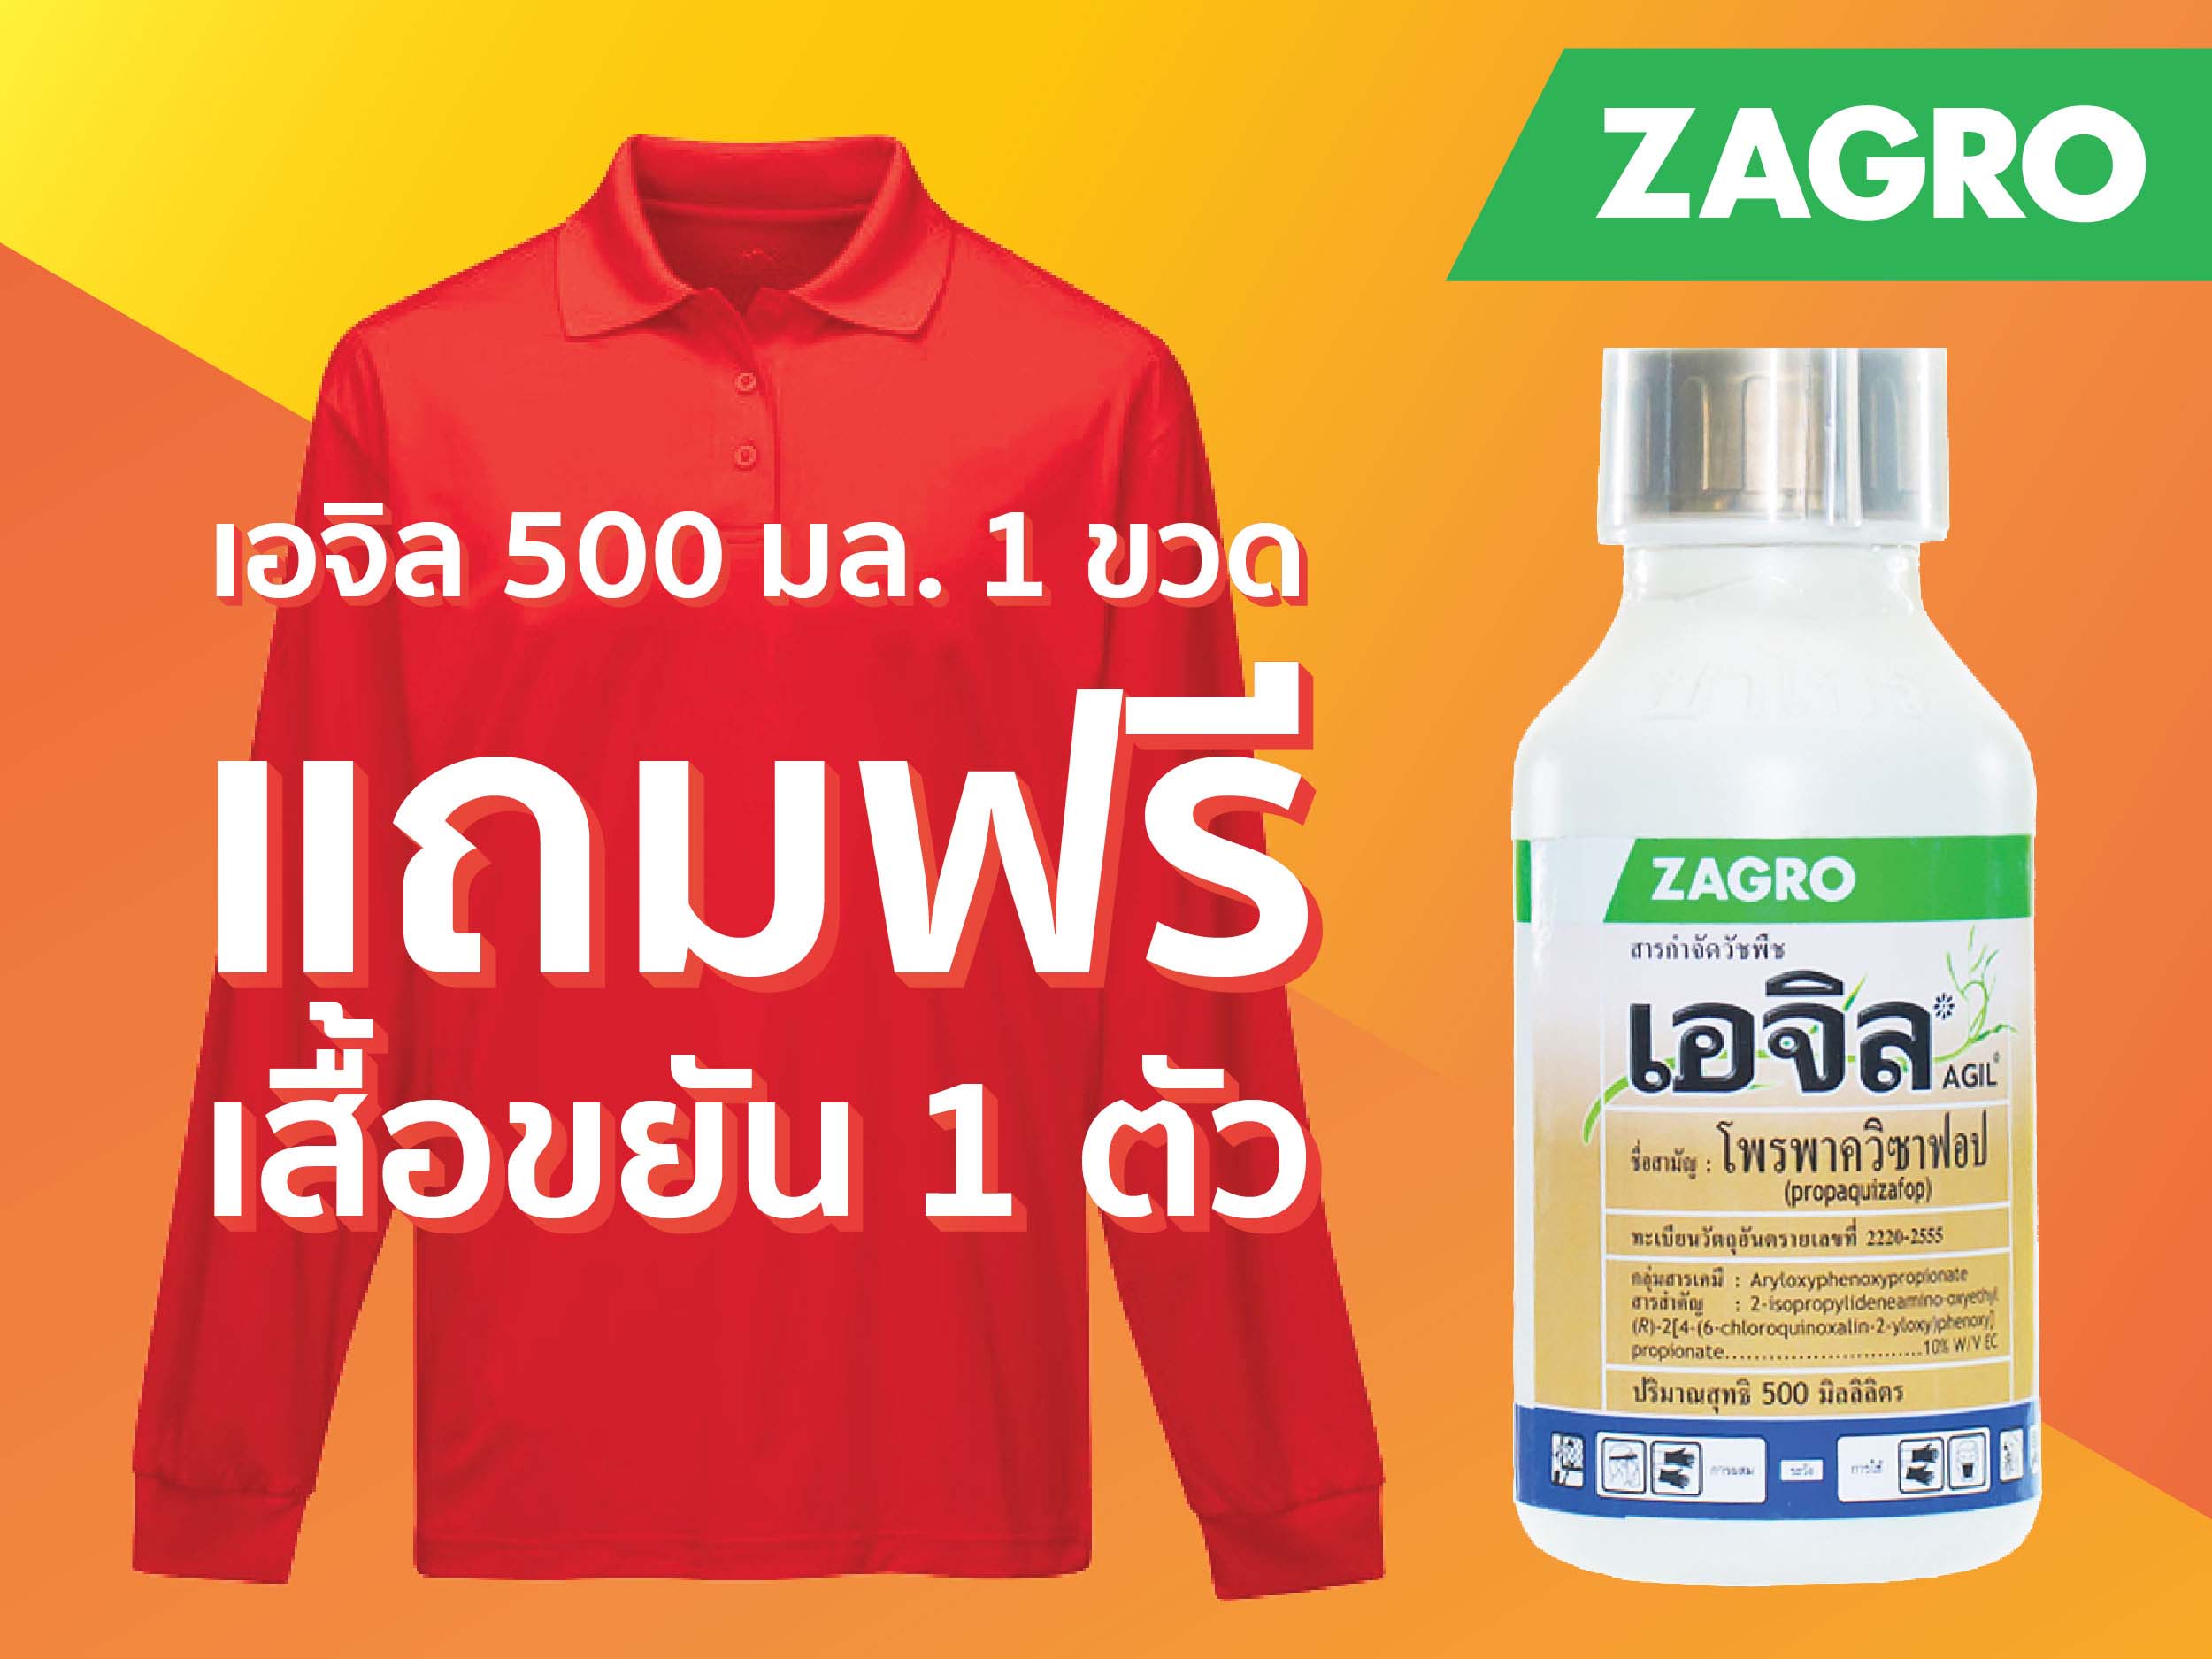 ZAGRO
เอจิล 500 มล. 1 ขวด
แถมฟรี
เสื้อขยัน 1 ตัว
ZAGRO
สารกำจัดวัชพืช
เอจิล*
AGIL®
ชื่อสามัญ : โพรพาควิซาฟอป
(propaquizafop)
ทะเบียนวัตถุอันตรายเลขที่ 2220-2555
กลุ่มสารเคมี : Aryloxyphenoxypropionate
สารสำคัญ : 2-isopropylideneamino-oxyethyl
(R)-2[4-(6-chloroquinoxalin-2-yloxy)phenoxy]
propionate...........................10% W/V EC
ปริมาณสุทธิ 500 มิลลิลิตร
การผสม
การใช้